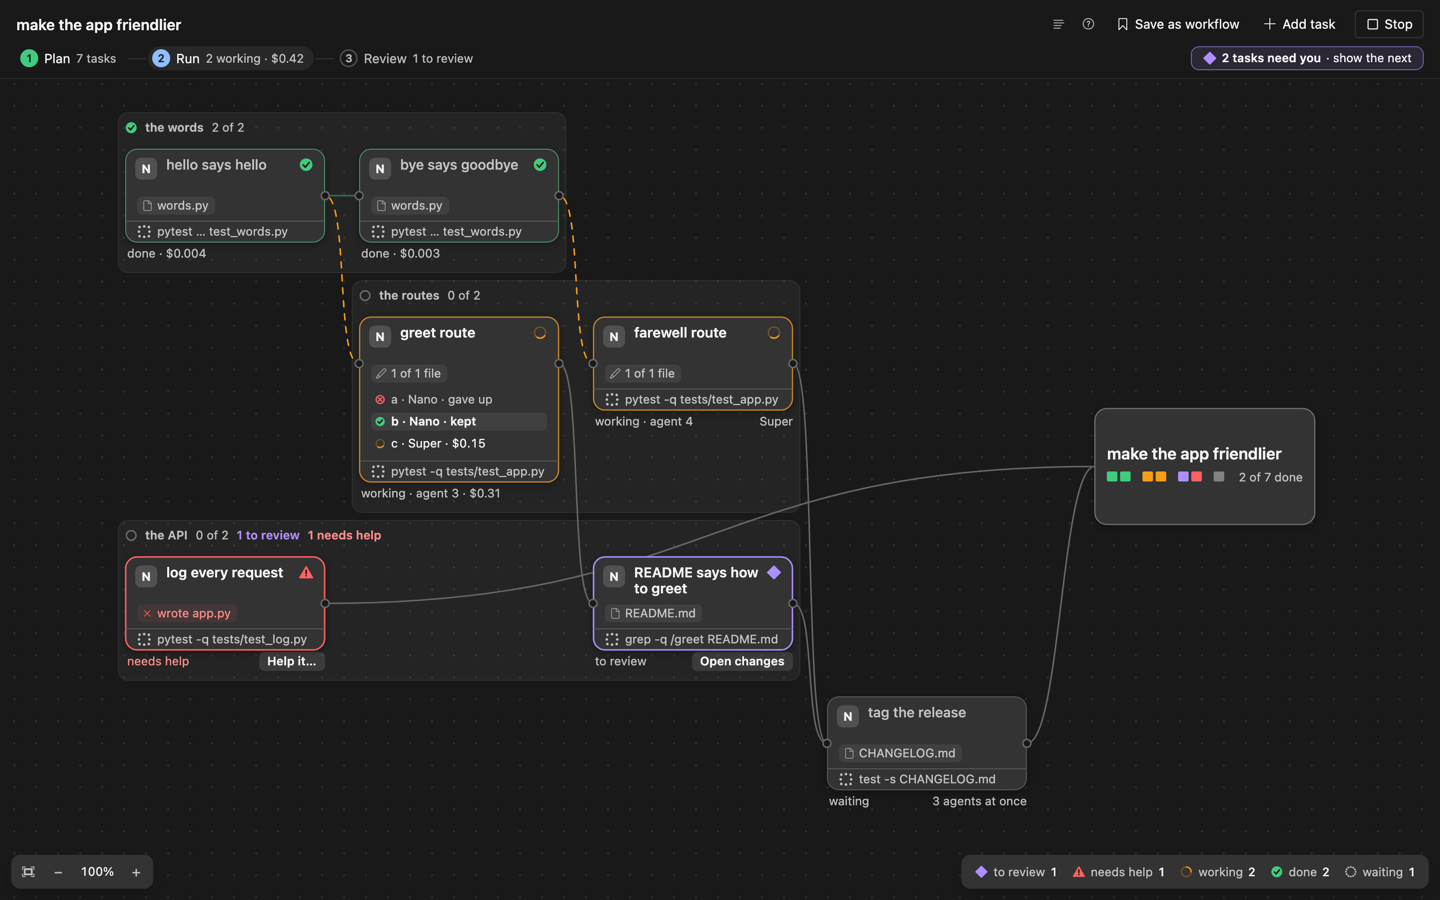 make the app friendlier
Save as workflow
Add task
Stop
1 Plan 7 tasks
2 Run 2 working · $0.42
3 Review 1 to review
2 tasks need you · show the next
the words 2 of 2
N hello says hello
words.py
pytest ... test_words.py
done · $0.004
N bye says goodbye
words.py
pytest ... test_words.py
done · $0.003
the routes 0 of 2
N greet route
1 of 1 file
a · Nano · gave up
b · Nano · kept
c · Super · $0.15
pytest -q tests/test_app.py
working · agent 3 · $0.31
N farewell route
1 of 1 file
pytest -q tests/test_app.py
working · agent 4 Super
make the app friendlier
2 of 7 done
the API 0 of 2 1 to review 1 needs help
N log every request
wrote app.py
pytest -q tests/test_log.py
needs help Help it...
N README says how
to greet
README.md
grep -q /greet README.md
to review Open changes
N tag the release
CHANGELOG.md
test -s CHANGELOG.md
waiting 3 agents at once
100%
to review 1
needs help 1
working 2
done 2
waiting 1